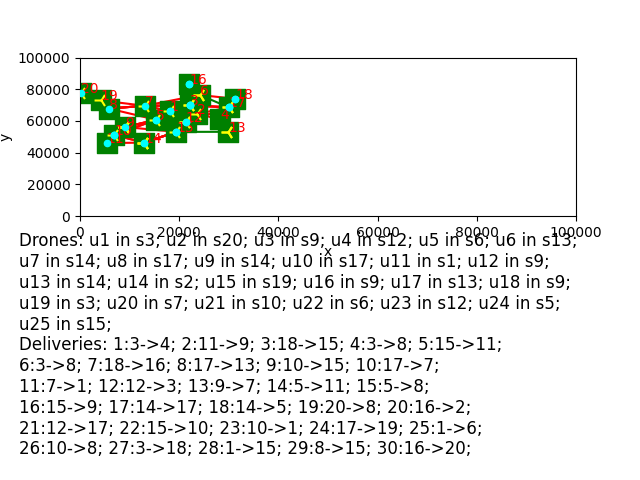 100000
80000
60000
40000
20000
0
y
0 20000 40000 60000 80000 100000
x
Drones: u1 in s3; u2 in s20; u3 in s9; u4 in s12; u5 in s6; u6 in s13;
u7 in s14; u8 in s17; u9 in s14; u10 in s17; u11 in s1; u12 in s9;
u13 in s14; u14 in s2; u15 in s19; u16 in s9; u17 in s13; u18 in s9;
u19 in s3; u20 in s7; u21 in s10; u22 in s6; u23 in s12; u24 in s5;
u25 in s15;
Deliveries: 1:3->4; 2:11->9; 3:18->15; 4:3->8; 5:15->11;
6:3->8; 7:18->16; 8:17->13; 9:10->15; 10:17->7;
11:7->1; 12:12->3; 13:9->7; 14:5->11; 15:5->8;
16:15->9; 17:14->17; 18:14->5; 19:20->8; 20:16->2;
21:12->17; 22:15->10; 23:10->1; 24:17->19; 25:1->6;
26:10->8; 27:3->18; 28:1->15; 29:8->15; 30:16->20;